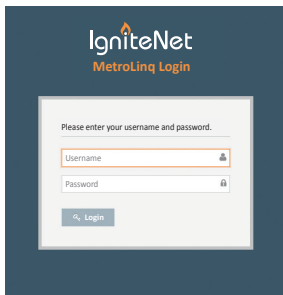 IgniteNet
MetroLinq Login
Please enter your username and password.
Username
Password
Login